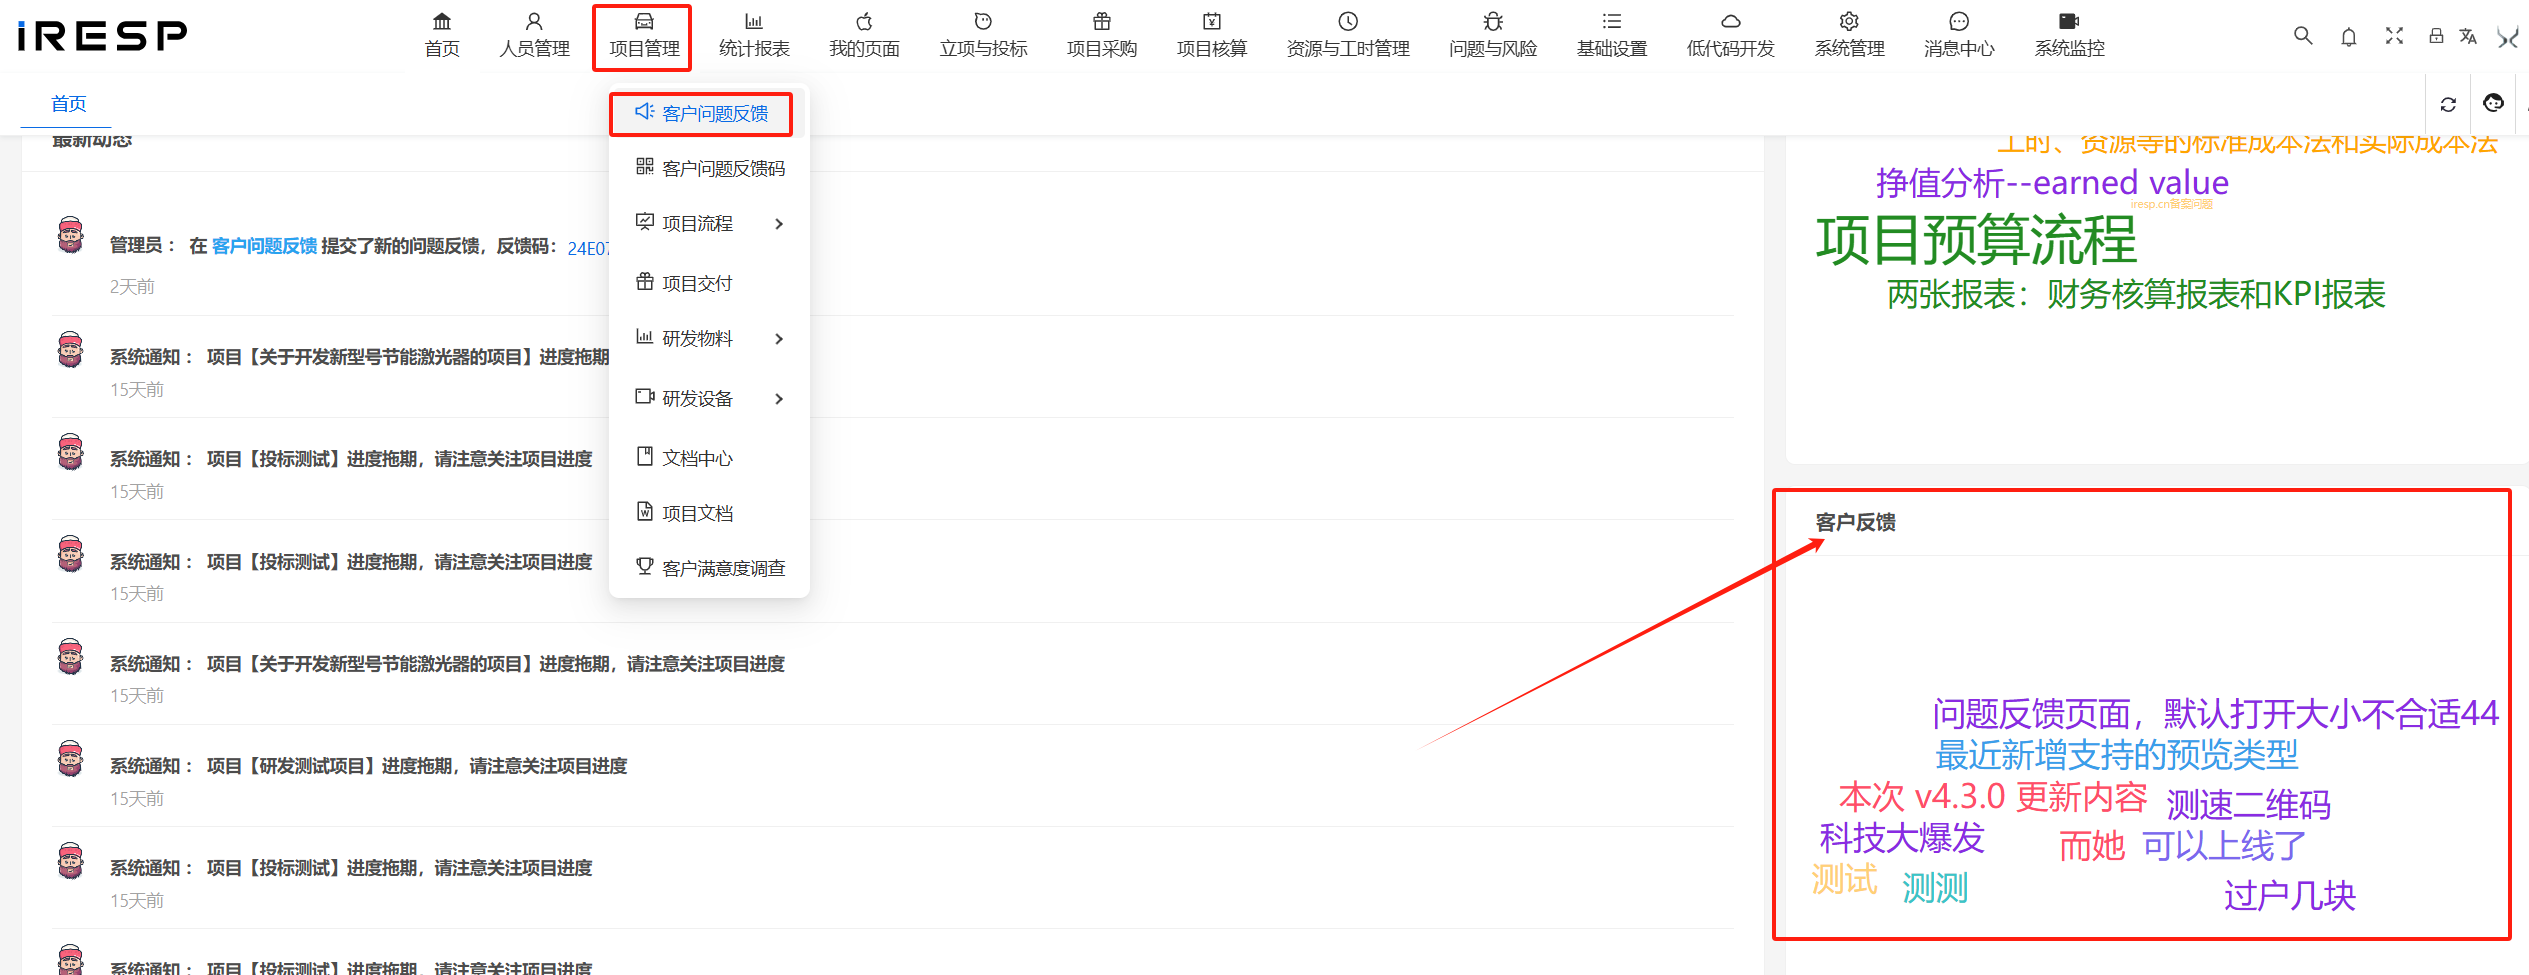 iRESP
首页
人员管理
项目管理
统计报表
我的页面
立项与投标
项目采购
项目核算
资源与工时管理
问题与风险
基础设置
低代码开发
系统管理
消息中心
系统监控
首页
最新动态
管理员： 在 客户问题反馈 提交了新的问题反馈，反馈码： 24E07
2天前
系统通知： 项目【关于开发新型号节能激光器的项目】进度拖期
15天前
系统通知： 项目【投标测试】进度拖期，请注意关注项目进度
15天前
系统通知： 项目【投标测试】进度拖期，请注意关注项目进度
15天前
系统通知： 项目【关于开发新型号节能激光器的项目】进度拖期，请注意关注项目进度
15天前
系统通知： 项目【研发测试项目】进度拖期，请注意关注项目进度
15天前
系统通知： 项目【投标测试】进度拖期，请注意关注项目进度
15天前
系统通知： 项目【投标测试】进度拖期，请注意关注项目进度
客户问题反馈
客户问题反馈码
项目流程
项目交付
研发物料
研发设备
文档中心
项目文档
客户满意度调查
工时、资源等的标准成本法和实际成本法
挣值分析--earned value
iresp.cn备案问题
项目预算流程
两张报表：财务核算报表和KPI报表
客户反馈
问题反馈页面，默认打开大小不合适44
最近新增支持的预览类型
本次 v4.3.0 更新内容
测速二维码
科技大爆发
而她
可以上线了
测试
测测
过户几块